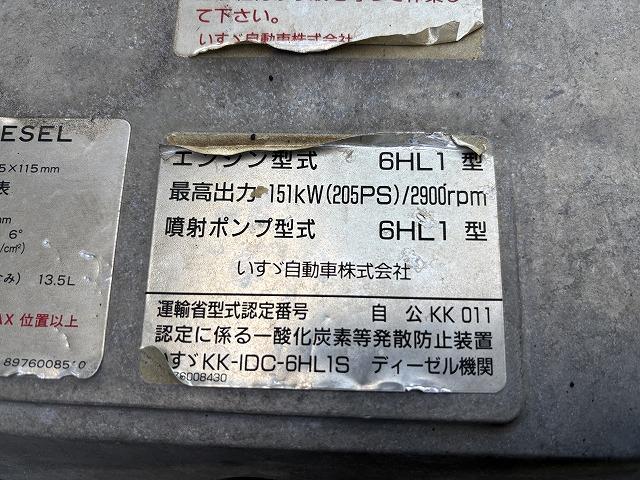 て下さい。
いすゞ自動車株式会社
ESEL
5×115mm
表
mm
6°
/cm²)
み) 13.5L
AX 位置以上
8976008510
エンジン型式 6HL1 型
最高出力 151kW(205PS)/2900rpm
噴射ポンプ型式 6HL1 型
いすゞ自動車株式会社
運輸省型式認定番号 自 公 KK 011
認定に係る一酸化炭素等発散防止装置
いすゞ KK-IDC-6HL1S ディーゼル機関
76008430